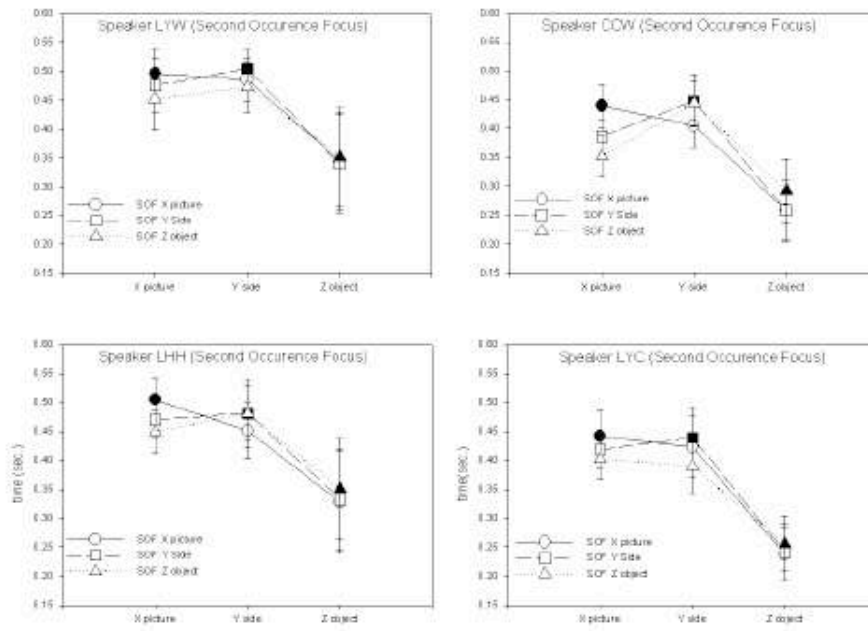 Speaker LYW (Second Occurence Focus)
0.60
0.55
0.50
0.45
0.40
0.35
0.30
0.25
0.20
0.15
SOF X picture
SOF Y Side
SOF Z object
X picture Y side Z object
Speaker CCW (Second Occurence Focus)
0.60
0.55
0.50
0.45
0.40
0.35
0.30
0.25
0.20
0.15
SOF X picture
SOF Y Side
SOF Z object
X picture Y side Z object
Speaker LHH (Second Occurence Focus)
time (sec.)
0.60
0.55
0.50
0.45
0.40
0.35
0.30
0.25
0.20
0.15
SOF X picture
SOF Y Side
SOF Z object
X picture Y side Z object
Speaker LYC (Second Occurence Focus)
time(sec.)
0.60
0.55
0.50
0.45
0.40
0.35
0.30
0.25
0.20
0.15
SOF X picture
SOF Y Side
SOF Z object
X picture Y side Z object